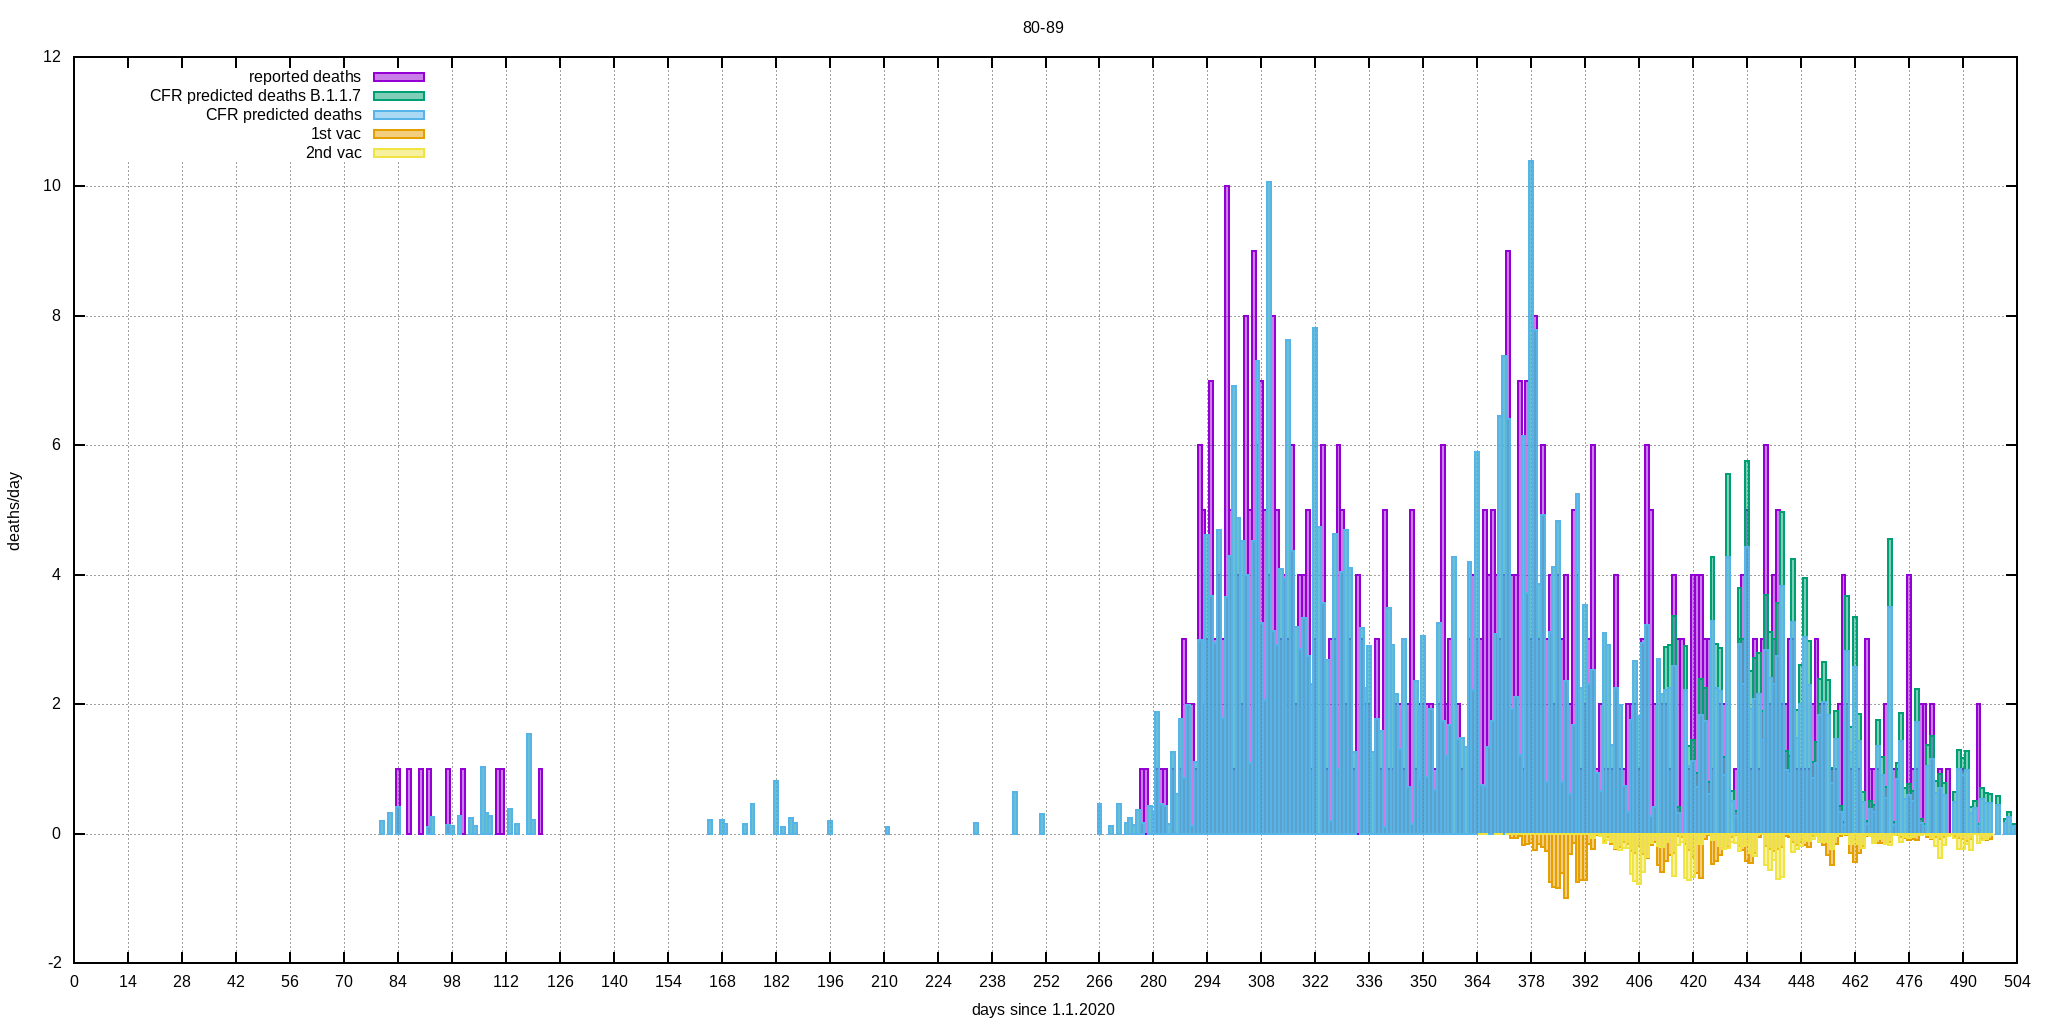 80-89
reported deaths
CFR predicted deaths B.1.1.7
CFR predicted deaths
1st vac
2nd vac
12
10
8
6
4
2
0
-2
deaths/day
0 14 28 42 56 70 84 98 112 126 140 154 168 182 196 210 224 238 252 266 280 294 308 322 336 350 364 378 392 406 420 434 448 462 476 490 504
days since 1.1.2020